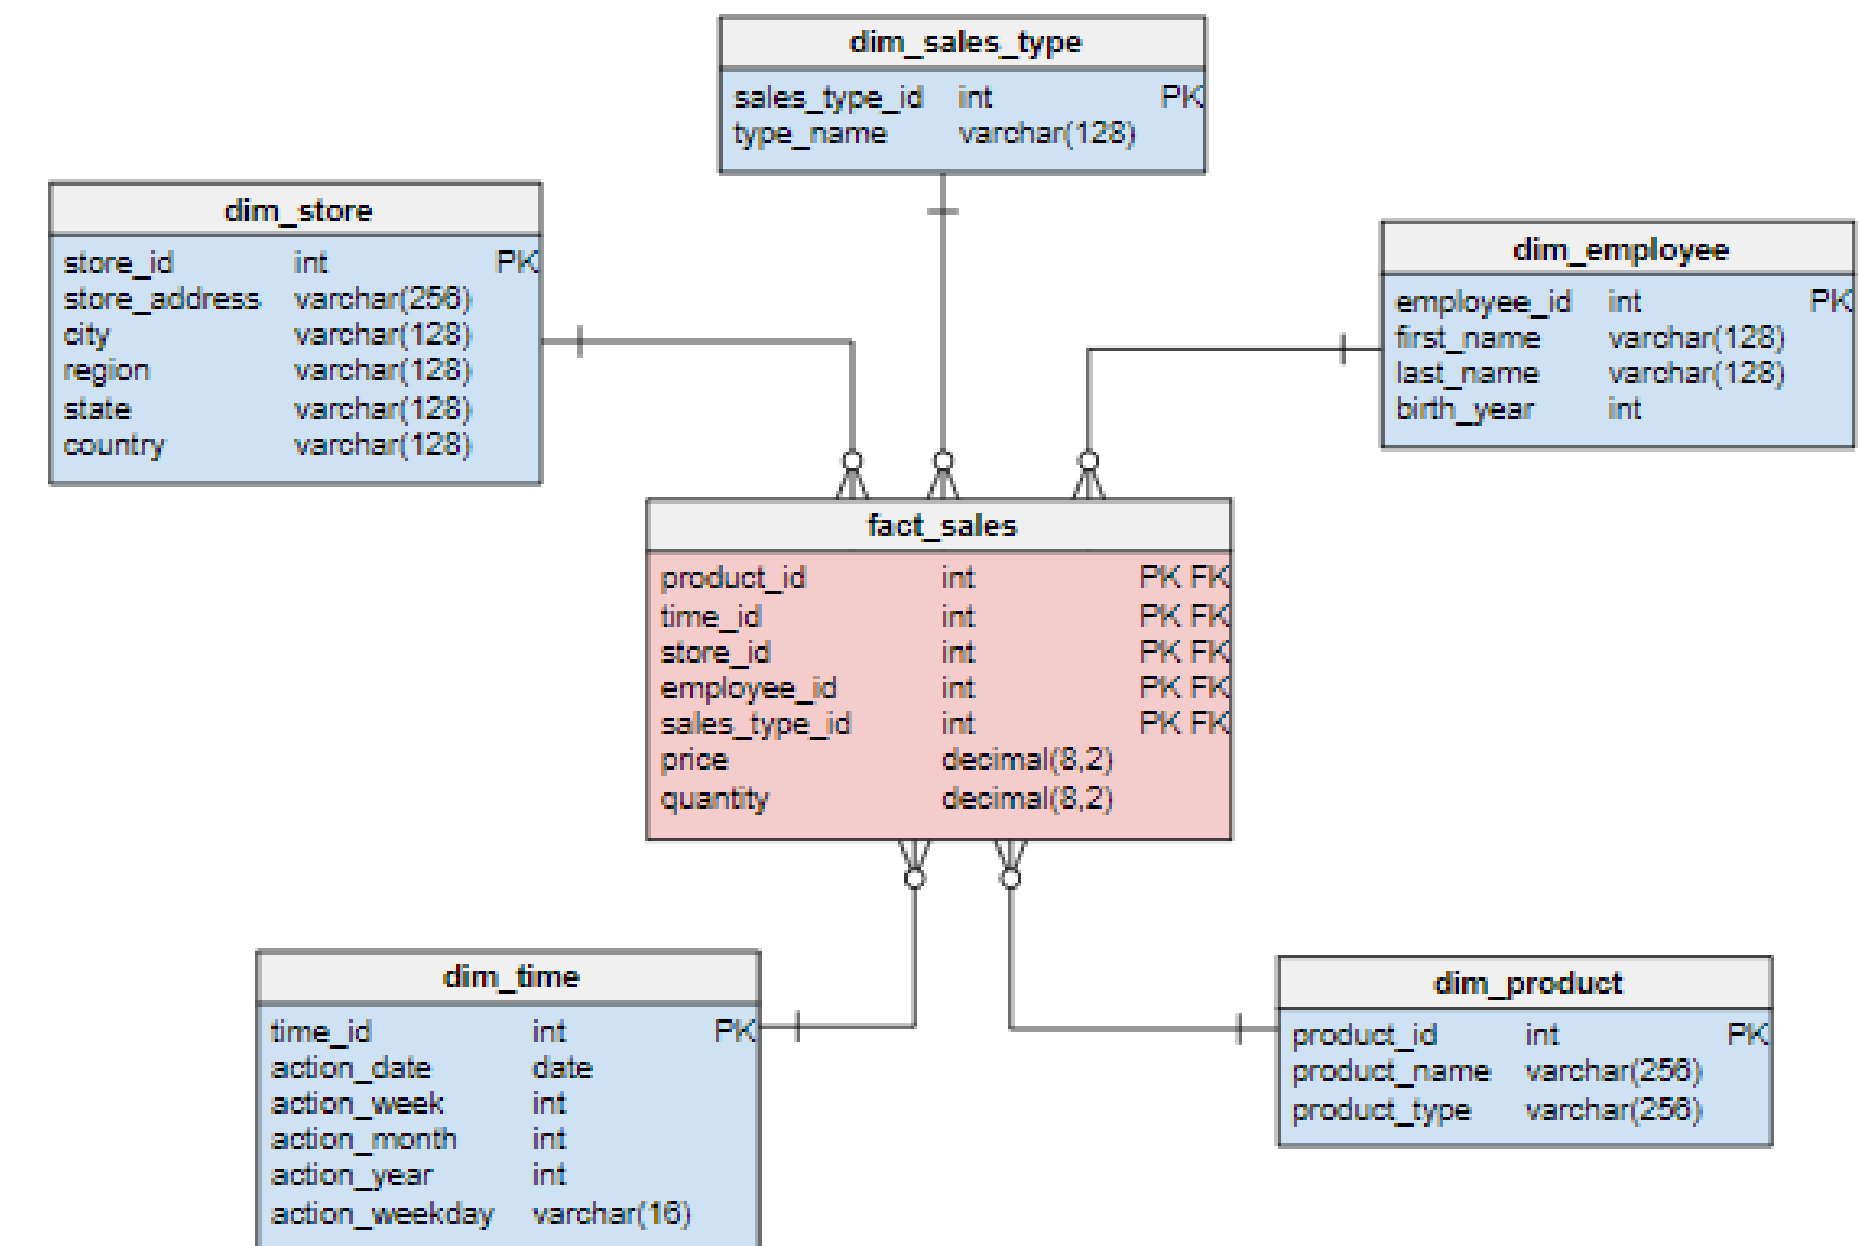 dim_sales_type
sales_type_id int PK
type_name varchar(128)
dim_store
store_id int PK
store_address varchar(256)
city varchar(128)
region varchar(128)
state varchar(128)
country varchar(128)
dim_employee
employee_id int PK
first_name varchar(128)
last_name varchar(128)
birth_year int
fact_sales
product_id int PK FK
time_id int PK FK
store_id int PK FK
employee_id int PK FK
sales_type_id int PK FK
price decimal(8,2)
quantity decimal(8,2)
dim_time
time_id int PK
action_date date
action_week int
action_month int
action_year int
action_weekday varchar(16)
dim_product
product_id int PK
product_name varchar(256)
product_type varchar(256)